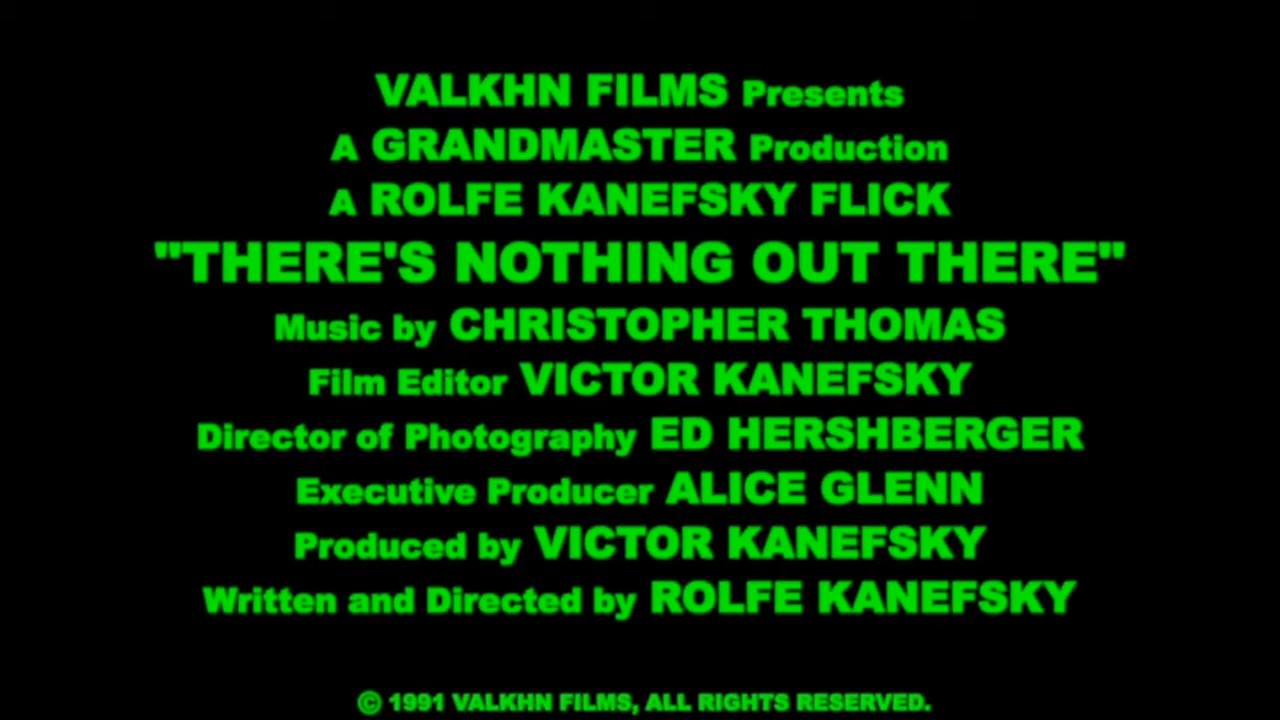 VALKHN FILMS Presents
A GRANDMASTER Production
A ROLFE KANEFSKY FLICK
"THERE'S NOTHING OUT THERE"
Music by CHRISTOPHER THOMAS
Film Editor VICTOR KANEFSKY
Director of Photography ED HERSHBERGER
Executive Producer ALICE GLENN
Produced by VICTOR KANEFSKY
Written and Directed by ROLFE KANEFSKY
© 1991 VALKHN FILMS, ALL RIGHTS RESERVED.